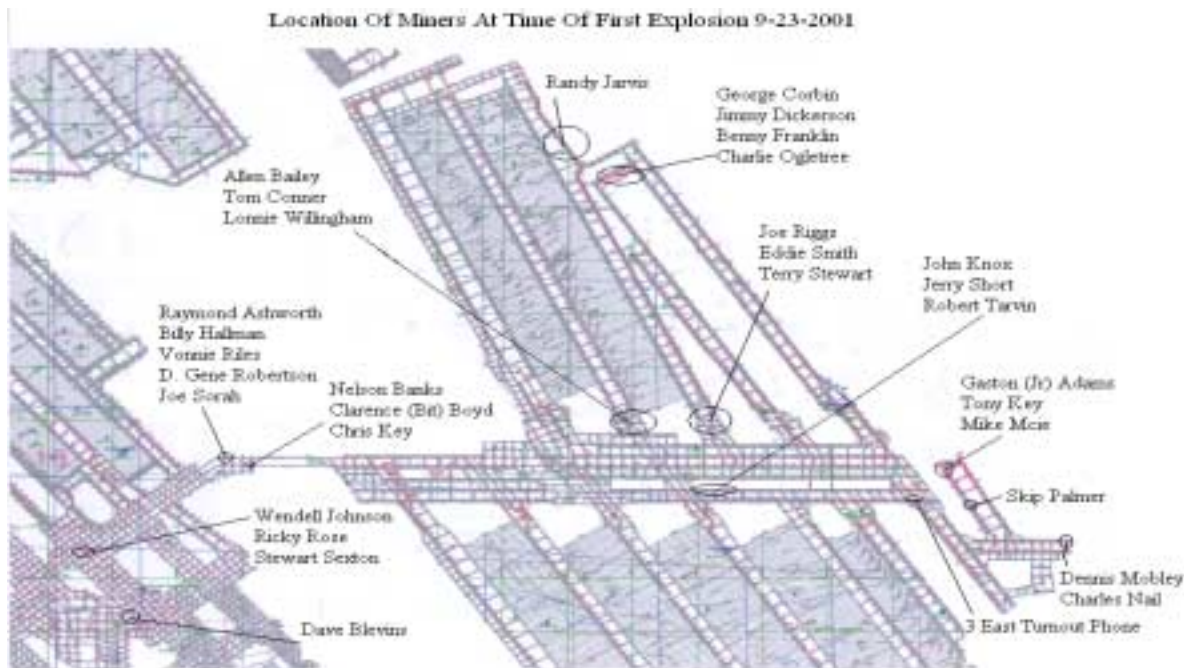 Location Of Miners At Time Of First Explosion 9-23-2001
Randy Jarvis
George Corbin
Jimmy Dickerson
Benny Franklin
Charlie Ogletree
Allen Bailey
Tom Conner
Lonnie Willingham
Joe Riggs
Eddie Smith
Terry Stewart
John Knox
Jerry Short
Robert Tarvin
Raymond Ashworth
Billy Hallman
Vonnie Riles
D. Gene Robertson
Joe Sorah
Nelson Banks
Clarence (Bit) Boyd
Chris Key
Gaston (Jr) Adams
Tony Key
Mike Mcie
Skip Palmer
Wendell Johnson
Ricky Rose
Stewart Sexton
Dennis Mobley
Charles Nail
3 East Turnout Phone
Dave Blevins